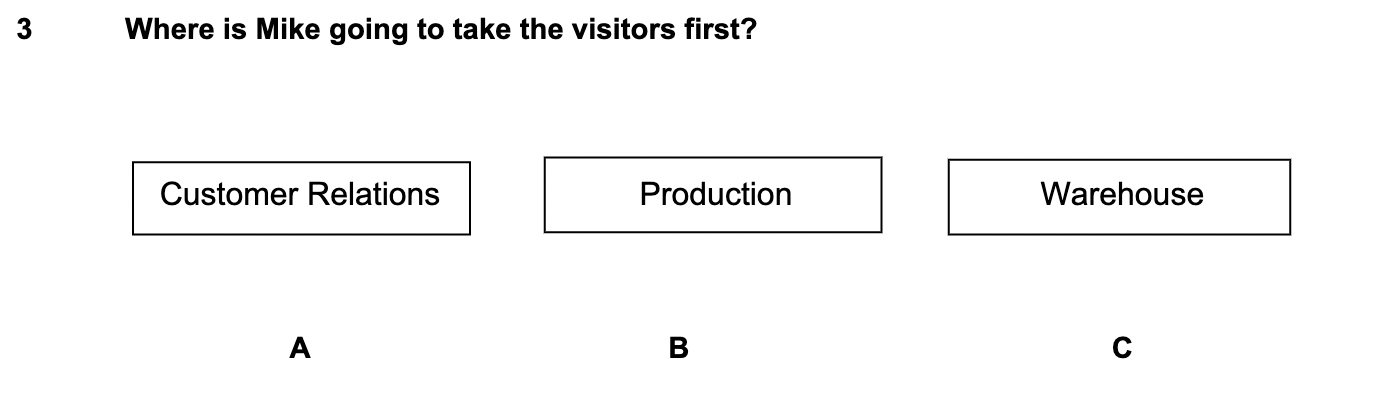 3 Where is Mike going to take the visitors first?
Customer Relations Production Warehouse
A B C